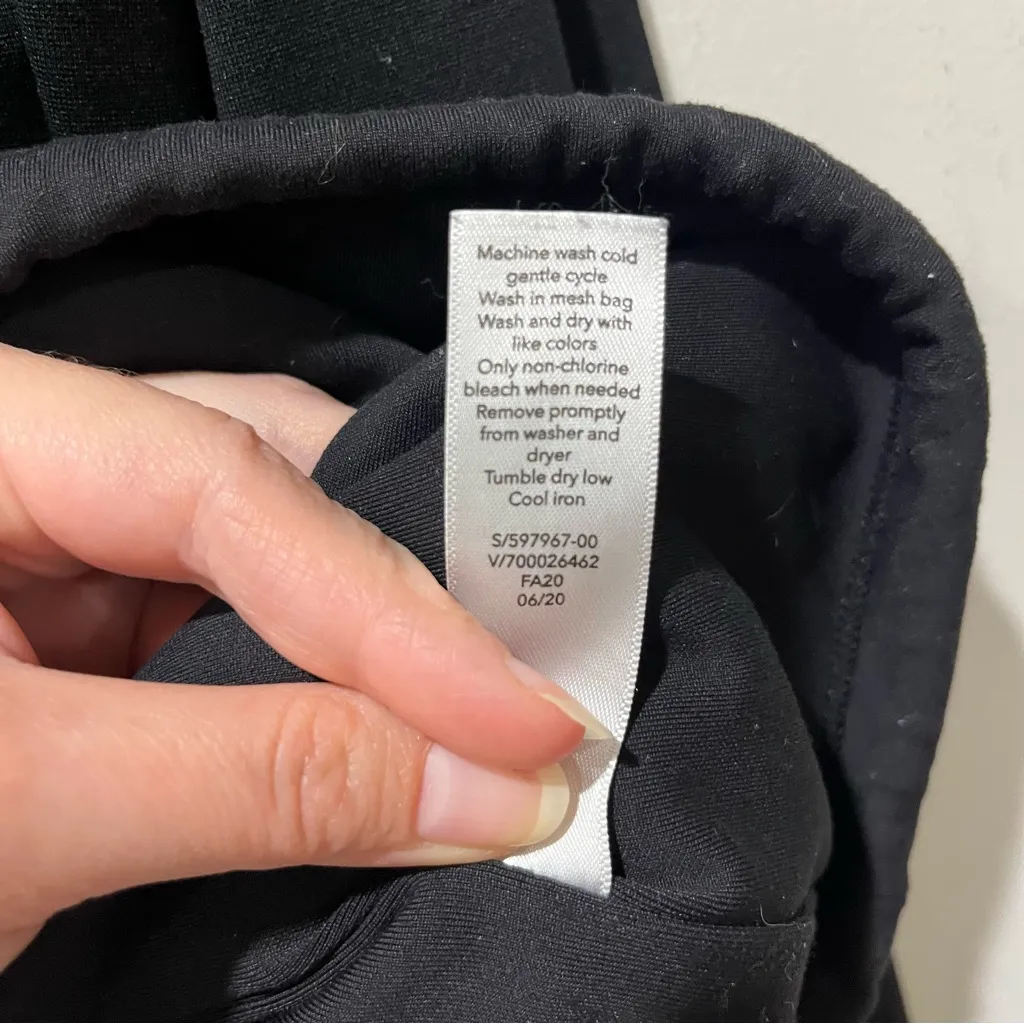 Machine wash cold
gentle cycle
Wash in mesh bag
Wash and dry with
like colors
Only non-chlorine
bleach when needed
Remove promptly
from washer and
dryer
Tumble dry low
Cool iron
S/597967-00
V/700026462
FA20
06/20